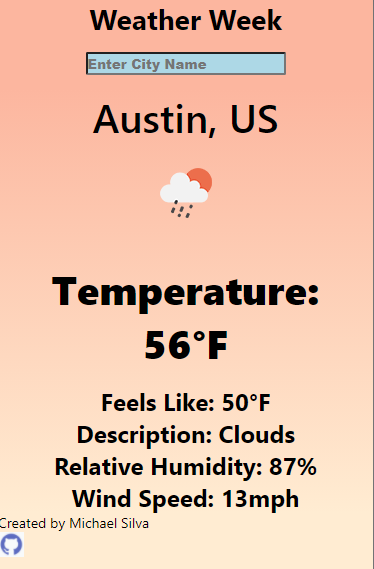 Weather Week
Enter City Name
Austin, US
Temperature:
56°F
Feels Like: 50°F
Description: Clouds
Relative Humidity: 87%
Wind Speed: 13mph
Created by Michael Silva